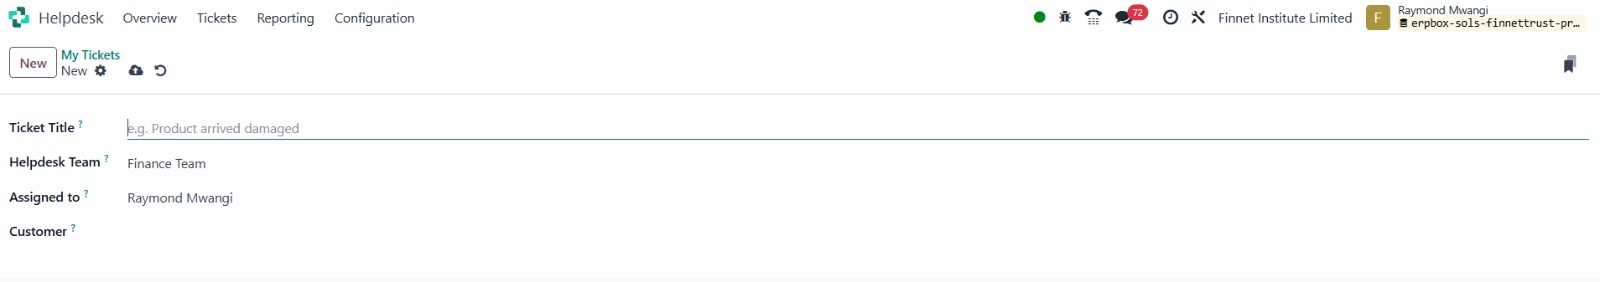 Helpdesk Overview Tickets Reporting Configuration 72 Finnet Institute Limited F Raymond Mwangi
erpbox-sols-finnettrust-pr...
New My Tickets
New
Ticket Title ? e.g. Product arrived damaged
Helpdesk Team ? Finance Team
Assigned to ? Raymond Mwangi
Customer ?